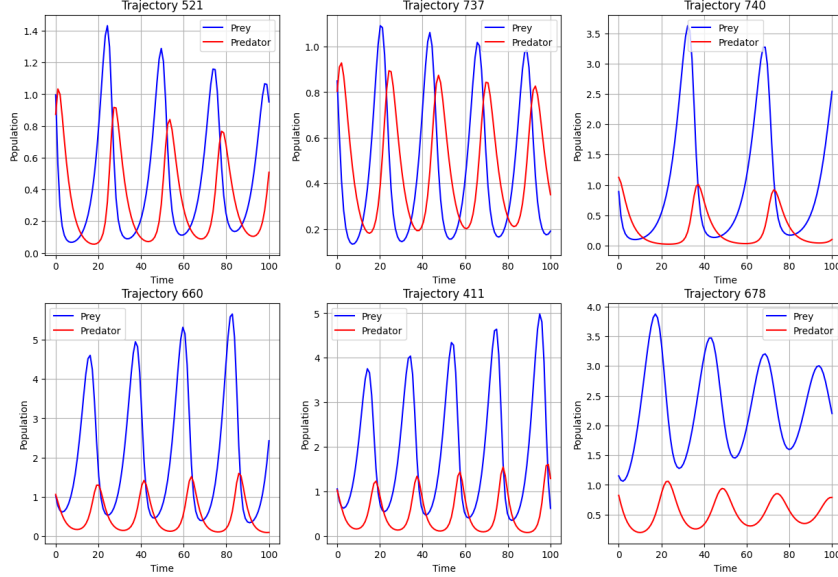 Trajectory 521
Population
1.4
1.2
1.0
0.8
0.6
0.4
0.2
0.0
Prey
Predator
0
20
40
60
80
100
Time
Trajectory 737
Population
1.0
0.8
0.6
0.4
0.2
Prey
Predator
0
20
40
60
80
100
Time
Trajectory 740
Population
3.5
3.0
2.5
2.0
1.5
1.0
0.5
0.0
Prey
Predator
0
20
40
60
80
100
Time
Trajectory 660
Population
5
4
3
2
1
0
Prey
Predator
0
20
40
60
80
100
Time
Trajectory 411
Population
5
4
3
2
1
0
Prey
Predator
0
20
40
60
80
100
Time
Trajectory 678
Population
4.0
3.5
3.0
2.5
2.0
1.5
1.0
0.5
Prey
Predator
0
20
40
60
80
100
Time